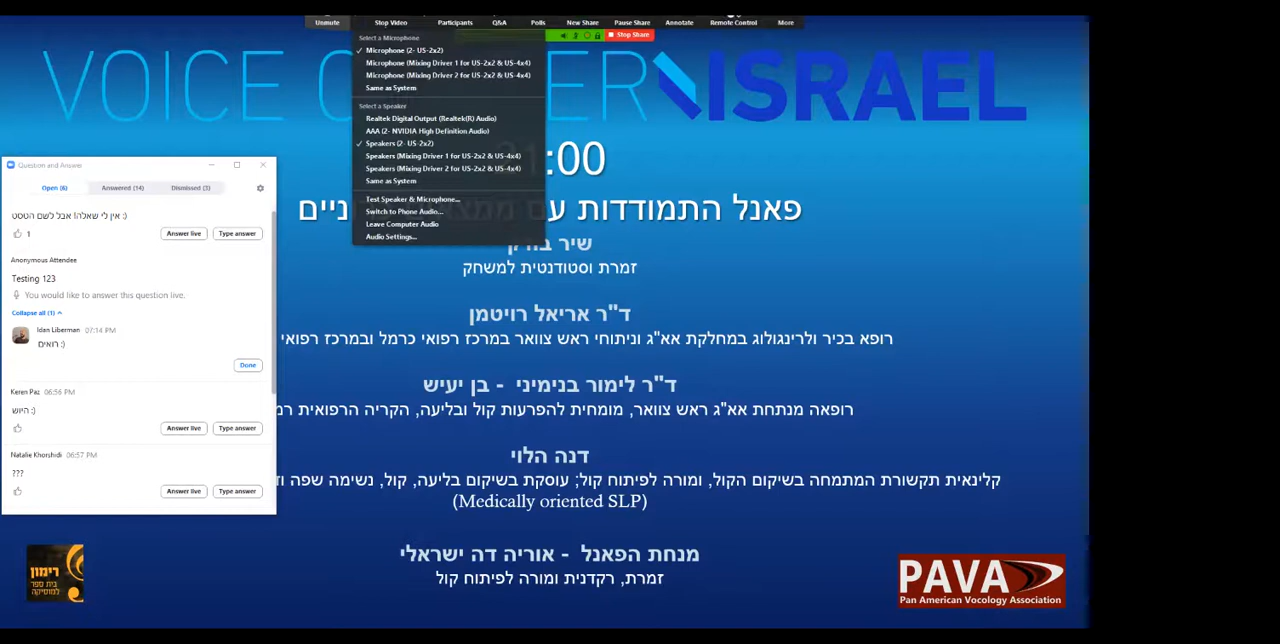 Unmute
Stop Video
Participants
Q&A
Polls
New Share
Pause Share
Annotate
Remote Control
More
Stop Share
Select a Microphone
Microphone (2- US-2x2)
Microphone (Mixing Driver 1 for US-2x2 & US-4x4)
Microphone (Mixing Driver 2 for US-2x2 & US-4x4)
Same as System
Select a Speaker
Realtek Digital Output (Realtek(R) Audio)
AAA (2- NVIDIA High Definition Audio)
Speakers (2- US-2x2)
Speakers (Mixing Driver 1 for US-2x2 & US-4x4)
Speakers (Mixing Driver 2 for US-2x2 & US-4x4)
Same as System
Test Speaker & Microphone...
Switch to Phone Audio...
Leave Computer Audio
Audio Settings...
VOICE
ER
ISRAEL
:00
פאנל התמודדות עם
שיר
זמרת וסטודנטית למשחק
ד"ר אריאל רויטמן
רופא בכיר ולרינגולוג במחלקת אא"ג וניתוחי ראש צוואר במרכז רפואי כרמל ובמרכז רפואי
ד"ר לימור בנימיני - בן יעיש
רופאה מנתחת אא"ג ראש צוואר, מומחית להפרעות קול ובליעה, הקריה הרפואית
דנה הלוי
קלינאית תקשורת המתמחה בשיקום הקול, ומורה לפיתוח קול; עוסקת בשיקום בליעה, קול, נשימה שפה
(Medically oriented SLP)
מנחת הפאנל - אוריה דה ישראלי
זמרת, רקדנית ומורה לפיתוח קול
Question and Answer
Open (6)
Answered (14)
Dismissed (3)
אין לי שאלה! אבל לשם הטסט :)
1
Answer live
Type answer
Anonymous Attendee
Testing 123
You would like to answer this question live.
Collapse all (1)
Idan Liberman 07:14 PM
רואים :)
Done
Keren Paz 06:56 PM
היוש :)
Answer live
Type answer
Natalie Khorshidi 06:57 PM
???
Answer live
Type answer
רימון
בית ספר
למוסיקה
PAVA
Pan American Vocology Association